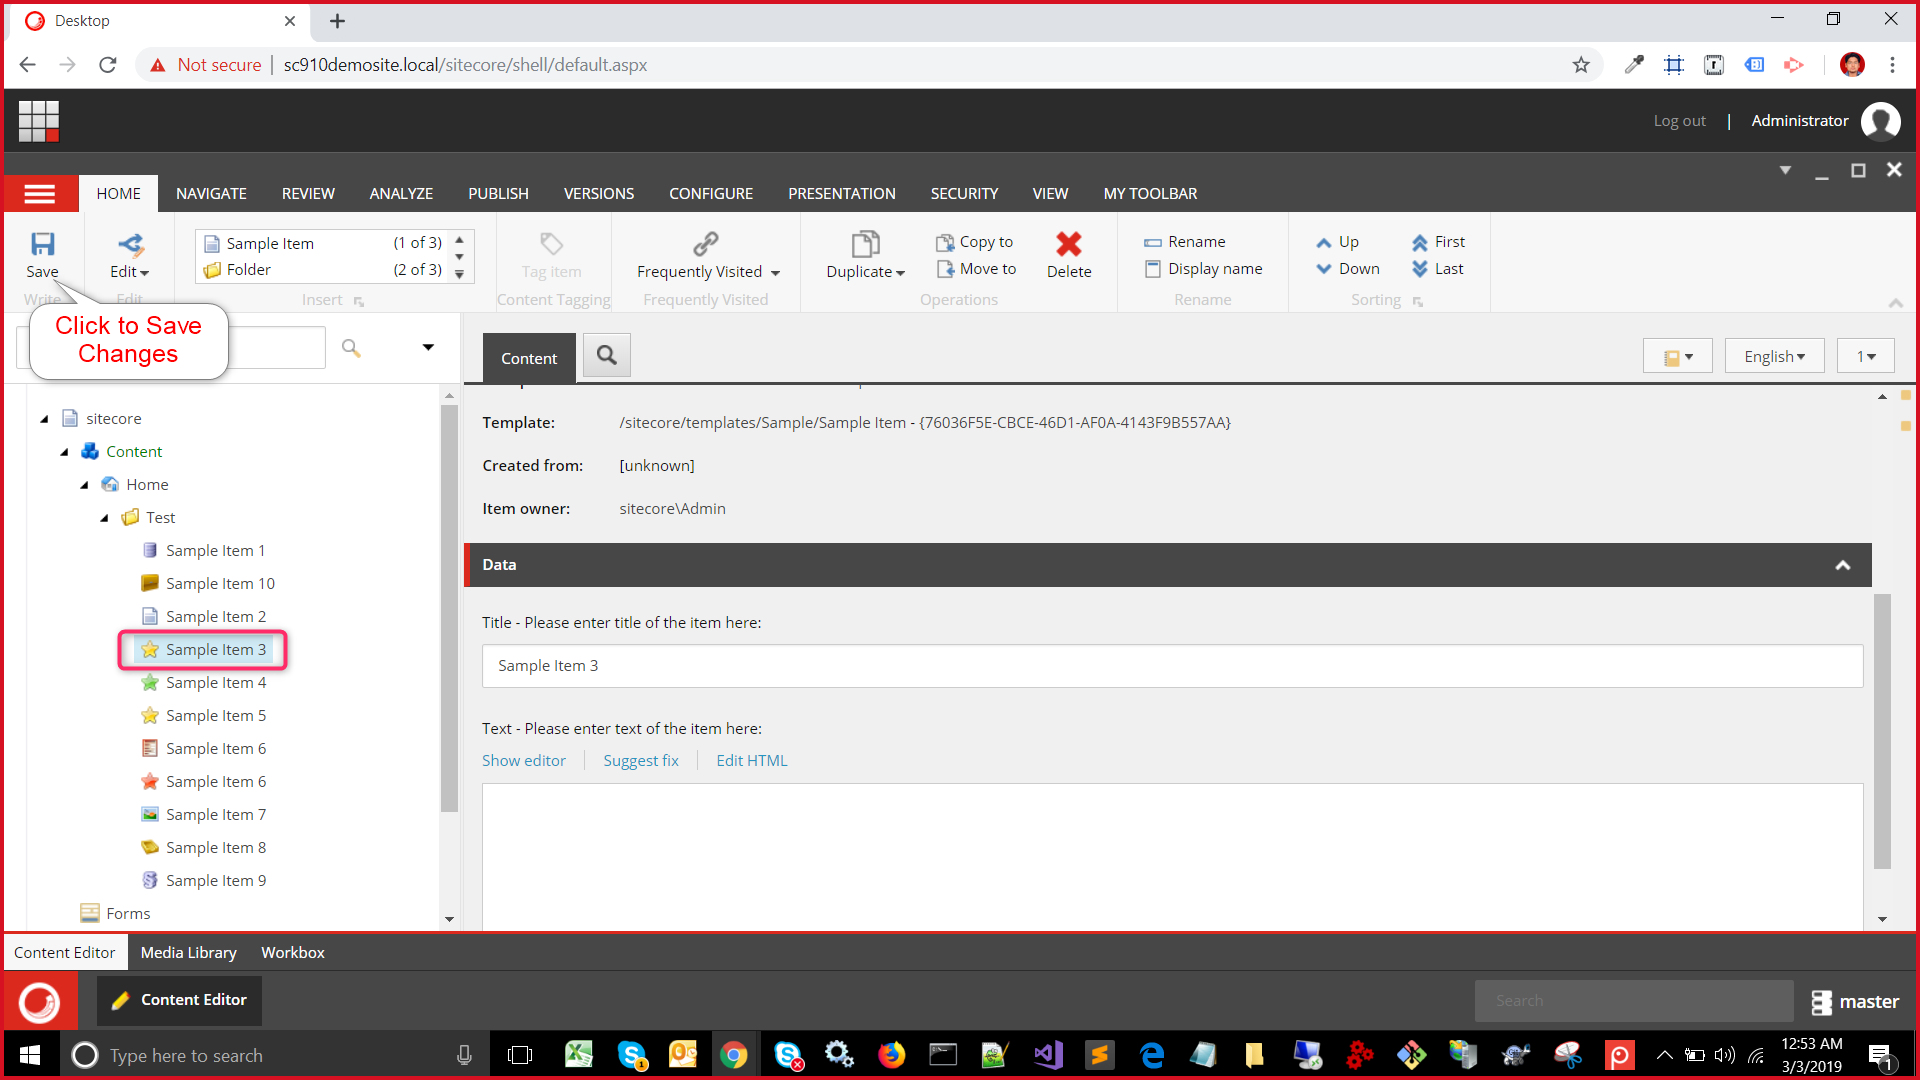 Desktop
Not secure | sc910demosite.local/sitecore/shell/default.aspx
Log out | Administrator
HOME NAVIGATE REVIEW ANALYZE PUBLISH VERSIONS CONFIGURE PRESENTATION SECURITY VIEW MY TOOLBAR
Sample Item (1 of 3)
Folder (2 of 3)
Save Edit Tag item Frequently Visited Duplicate Copy to Move to Delete Rename Display name Up Down First Last
Write Edit Insert Content Tagging Frequently Visited Operations Rename Sorting
Click to Save
Changes
Content
English 1
sitecore
Content
Home
Test
Sample Item 1
Sample Item 10
Sample Item 2
Sample Item 3
Sample Item 4
Sample Item 5
Sample Item 6
Sample Item 6
Sample Item 7
Sample Item 8
Sample Item 9
Forms
Template: /sitecore/templates/Sample/Sample Item - {76036F5E-CBCE-46D1-AF0A-4143F9B557AA}
Created from: [unknown]
Item owner: sitecore\Admin
Data
Title - Please enter title of the item here:
Sample Item 3
Text - Please enter text of the item here:
Show editor Suggest fix Edit HTML
Content Editor Media Library Workbox
Content Editor
Search
master
Type here to search
12:53 AM
3/3/2019
1